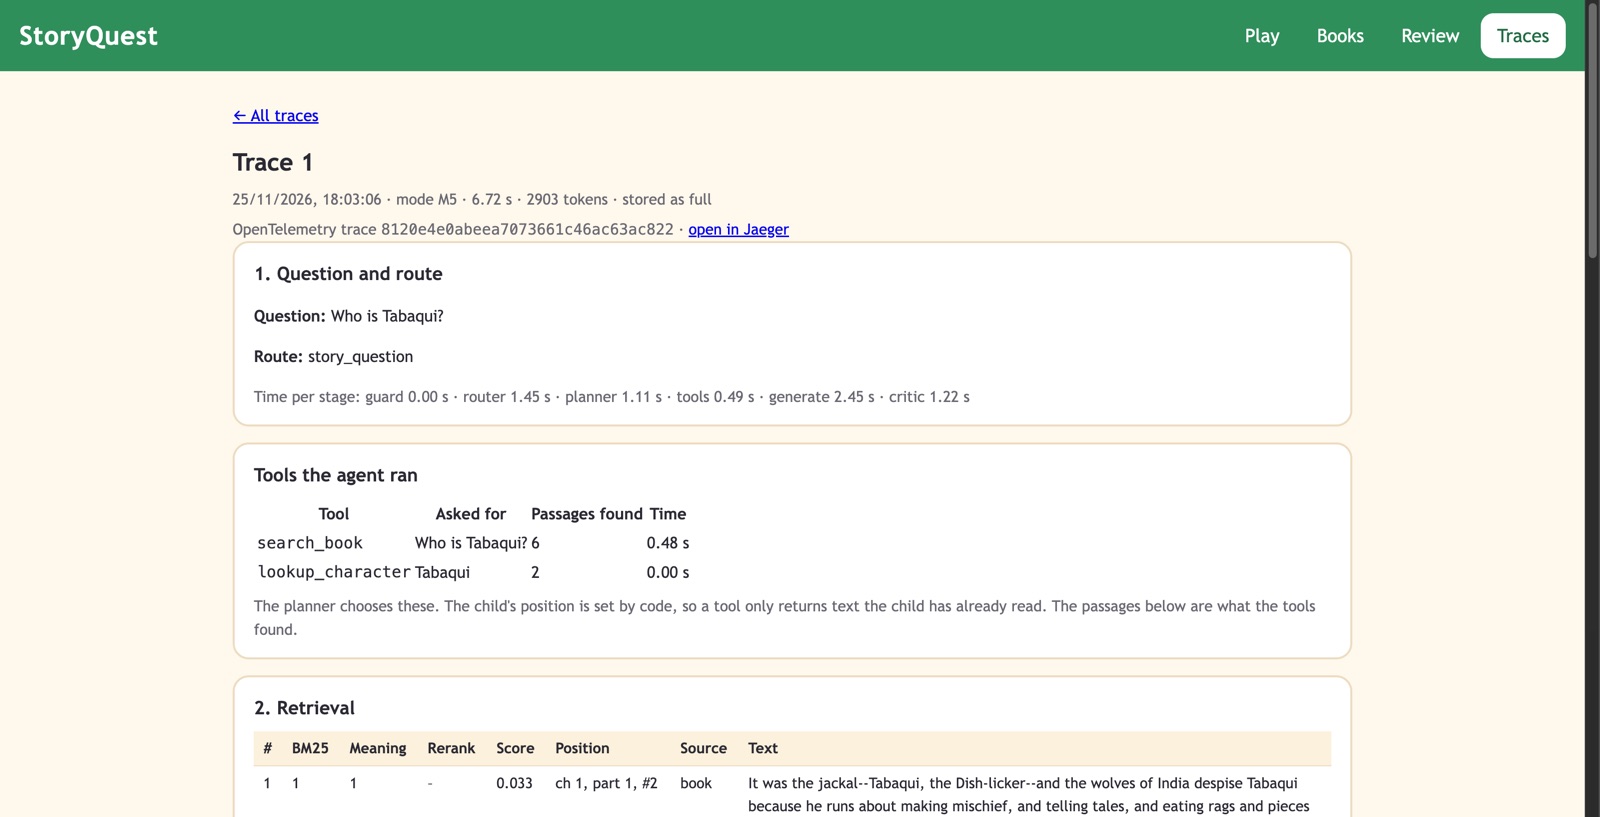 StoryQuest
Play Books Review Traces
← All traces
Trace 1
25/11/2026, 18:03:06 · mode M5 · 6.72 s · 2903 tokens · stored as full
OpenTelemetry trace 8120e4e0abeea7073661c46ac63ac822 · open in Jaeger
1. Question and route
Question: Who is Tabaqui?
Route: story_question
Time per stage: guard 0.00 s · router 1.45 s · planner 1.11 s · tools 0.49 s · generate 2.45 s · critic 1.22 s
Tools the agent ran
Tool Asked for Passages found Time
search_book Who is Tabaqui? 6 0.48 s
lookup_character Tabaqui 2 0.00 s
The planner chooses these. The child's position is set by code, so a tool only returns text the child has already read. The passages below are what the tools
found.
2. Retrieval
# BM25 Meaning Rerank Score Position Source Text
1 1 1 - 0.033 ch 1, part 1, #2 book It was the jackal--Tabaqui, the Dish-licker--and the wolves of India despise Tabaqui
because he runs about making mischief, and telling tales, and eating rags and pieces